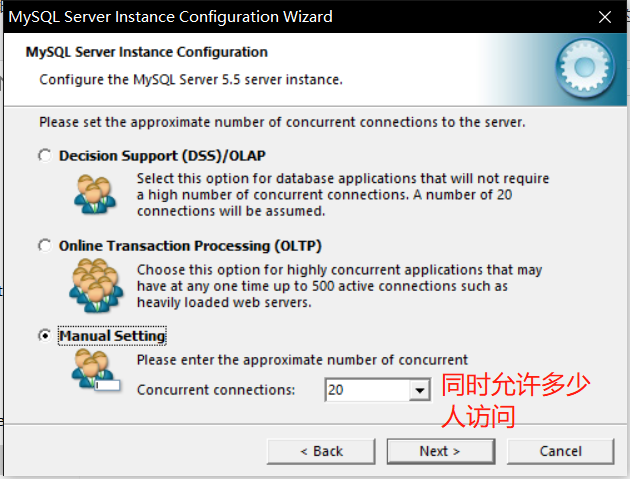 MySQL Server Instance Configuration Wizard
MySQL Server Instance Configuration
Configure the MySQL Server 5.5 server instance.
Please set the approximate number of concurrent connections to the server.
Decision Support (DSS)/OLAP
Select this option for database applications that will not require
a high number of concurrent connections. A number of 20
connections will be assumed.
Online Transaction Processing (OLTP)
Choose this option for highly concurrent applications that may
have at any one time up to 500 active connections such as
heavily loaded web servers.
Manual Setting
Please enter the approximate number of concurrent
Concurrent connections: 20
同时允许多少
人访问
< Back Next > Cancel